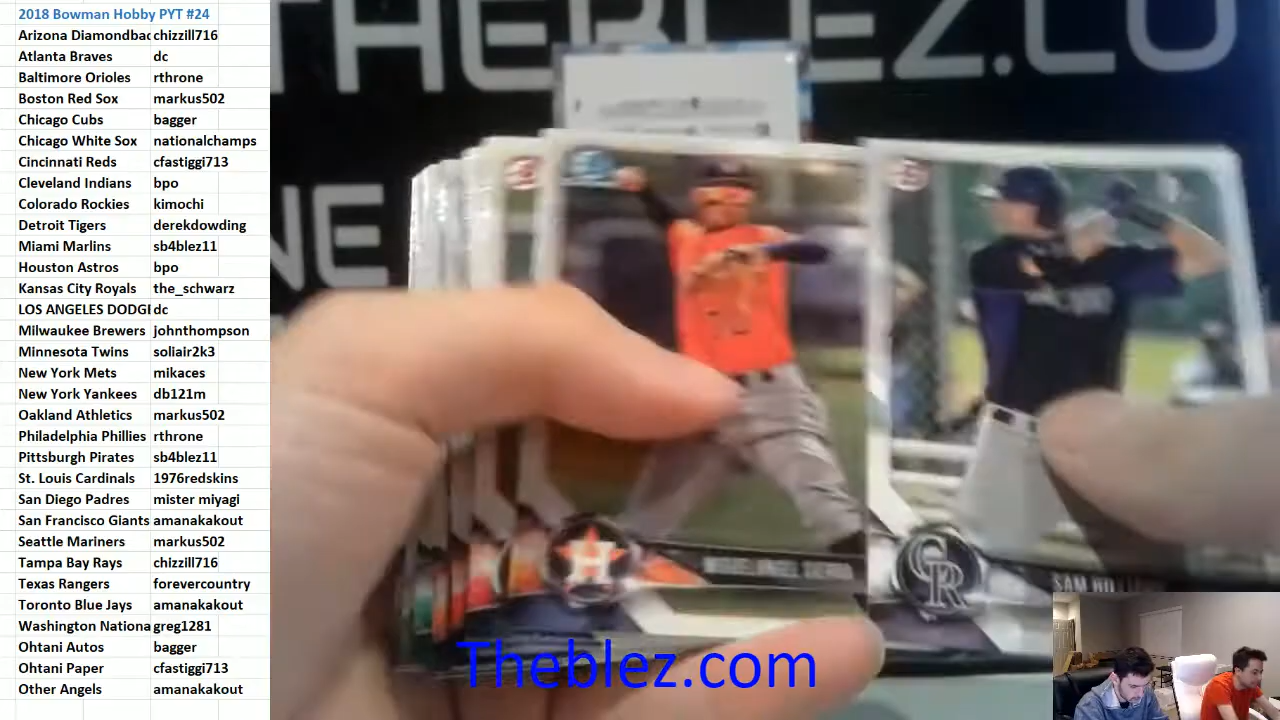 2018 Bowman Hobby PYT #24
Arizona Diamondbac chizzill716
Atlanta Braves dc
Baltimore Orioles rthrone
Boston Red Sox markus502
Chicago Cubs bagger
Chicago White Sox nationalchamps
Cincinnati Reds cfastiggi713
Cleveland Indians bpo
Colorado Rockies kimochi
Detroit Tigers derekdowding
Miami Marlins sb4blez11
Houston Astros bpo
Kansas City Royals the_schwarz
LOS ANGELES DODGE dc
Milwaukee Brewers johnthompson
Minnesota Twins soliair2k3
New York Mets mikaces
New York Yankees db121m
Oakland Athletics markus502
Philadelphia Phillies rthrone
Pittsburgh Pirates sb4blez11
St. Louis Cardinals 1976redskins
San Diego Padres mister miyagi
San Francisco Giants amanakakout
Seattle Mariners markus502
Tampa Bay Rays chizzill716
Texas Rangers forevercountry
Toronto Blue Jays amanakakout
Washington Nationa greg1281
Ohtani Autos bagger
Ohtani Paper cfastiggi713
Other Angels amanakakout
THEBLEZ.CO
NE
H
CR
SAM
Theblez.com